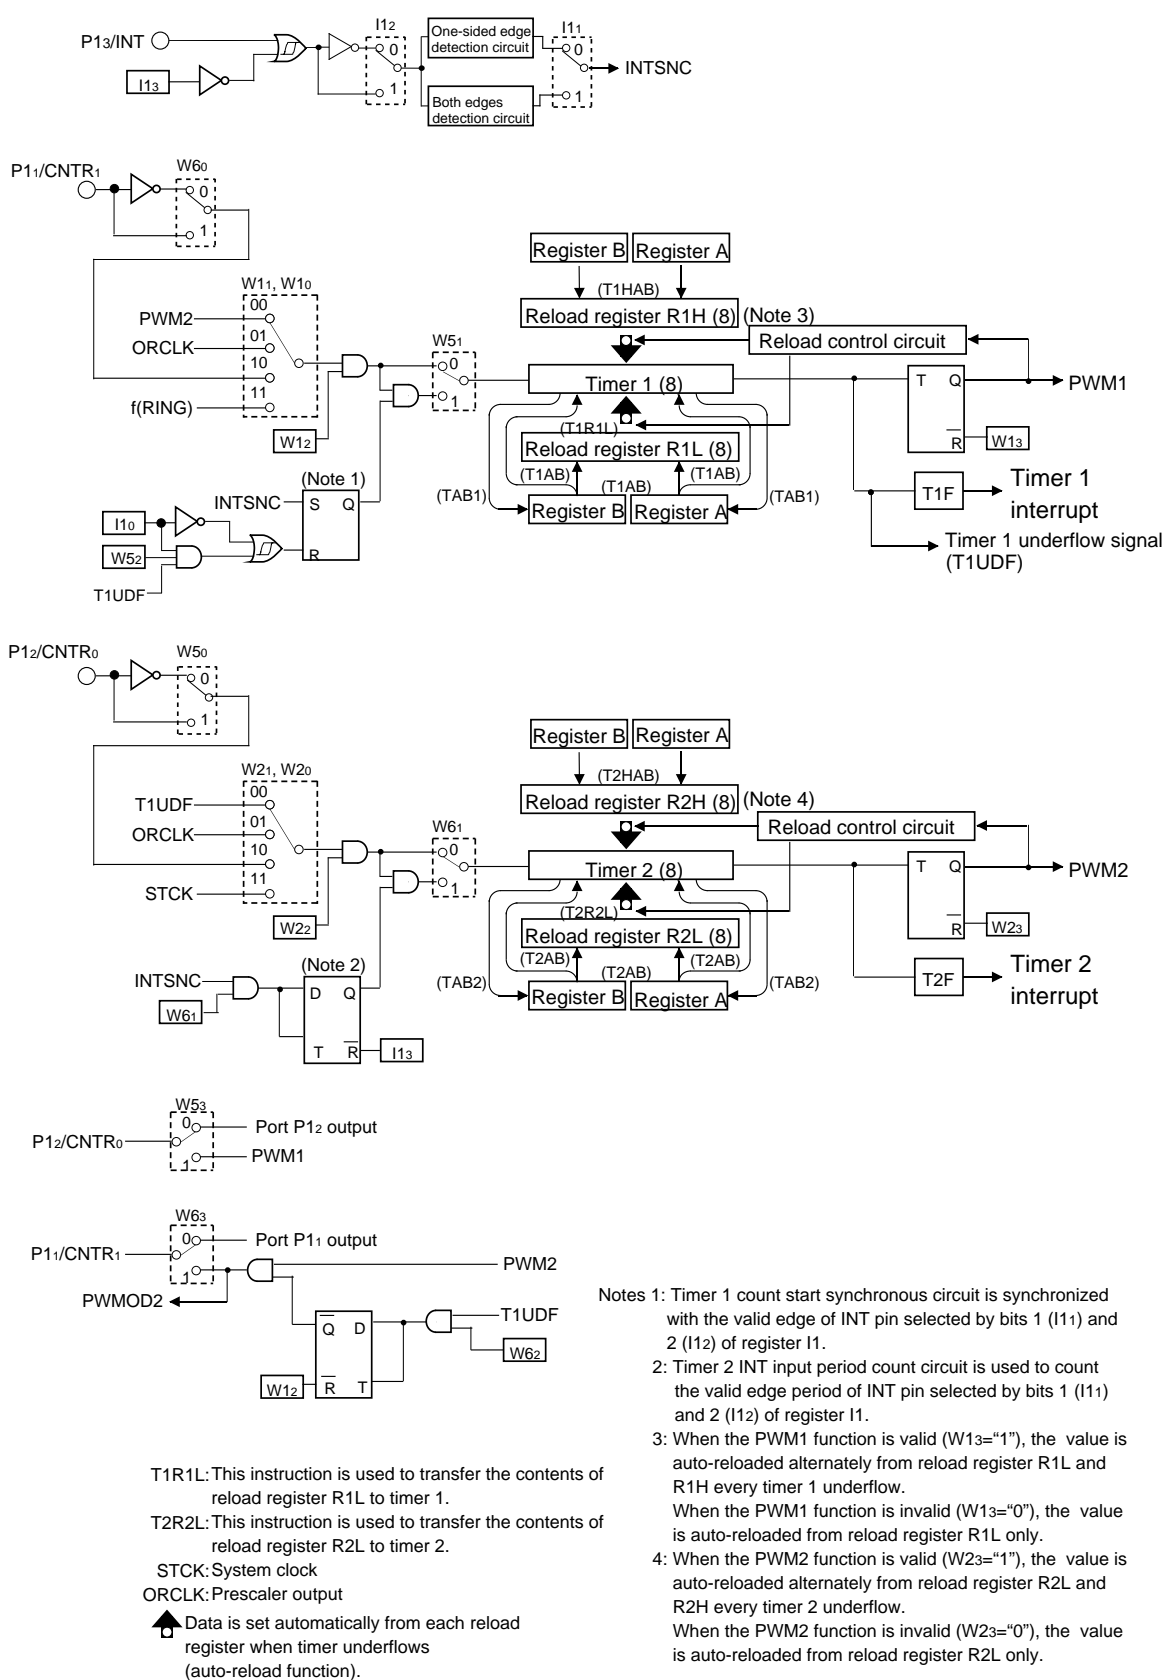 P13/INT
I13
I12
0
1
One-sided edge
detection circuit
Both edges
detection circuit
I11
0
1
INTSNC
P11/CNTR1
W60
0
1
W11, W10
PWM2
00
ORCLK
01
10
f(RING)
11
W12
W51
0
1
(Note 1)
INTSNC
S Q
R
I10
W52
T1UDF
Register B
Register A
(T1HAB)
Reload register R1H (8)
(Note 3)
Reload control circuit
Timer 1 (8)
(T1R1L)
Reload register R1L (8)
(T1AB)
(T1AB)
(T1AB)
(TAB1)
Register B
Register A
(TAB1)
T Q
R
PWM1
W13
T1F
Timer 1
interrupt
Timer 1 underflow signal
(T1UDF)
P12/CNTR0
W50
0
1
W21, W20
T1UDF
00
ORCLK
01
10
STCK
11
W22
W61
0
1
(Note 2)
INTSNC
W61
D Q
T R
I13
Register B
Register A
(T2HAB)
Reload register R2H (8)
(Note 4)
Reload control circuit
Timer 2 (8)
(T2R2L)
Reload register R2L (8)
(T2AB)
(T2AB)
(T2AB)
(TAB2)
Register B
Register A
(TAB2)
T Q
R
PWM2
W23
T2F
Timer 2
interrupt
W53
P12/CNTR0
0
Port P12 output
1
PWM1
W63
P11/CNTR1
0
Port P11 output
1
PWM2
PWMOD2
Q D
R T
T1UDF
W62
W12
T1R1L: This instruction is used to transfer the contents of
reload register R1L to timer 1.
T2R2L: This instruction is used to transfer the contents of
reload register R2L to timer 2.
STCK: System clock
ORCLK: Prescaler output
Data is set automatically from each reload
register when timer underflows
(auto-reload function).
Notes 1: Timer 1 count start synchronous circuit is synchronized
with the valid edge of INT pin selected by bits 1 (I11) and
2 (I12) of register I1.
2: Timer 2 INT input period count circuit is used to count
the valid edge period of INT pin selected by bits 1 (I11)
and 2 (I12) of register I1.
3: When the PWM1 function is valid (W13=“1”), the value is
auto-reloaded alternately from reload register R1L and
R1H every timer 1 underflow.
When the PWM1 function is invalid (W13=“0”), the value
is auto-reloaded from reload register R1L only.
4: When the PWM2 function is valid (W23=“1”), the value is
auto-reloaded alternately from reload register R2L and
R2H every timer 2 underflow.
When the PWM2 function is invalid (W23=“0”), the value
is auto-reloaded from reload register R2L only.